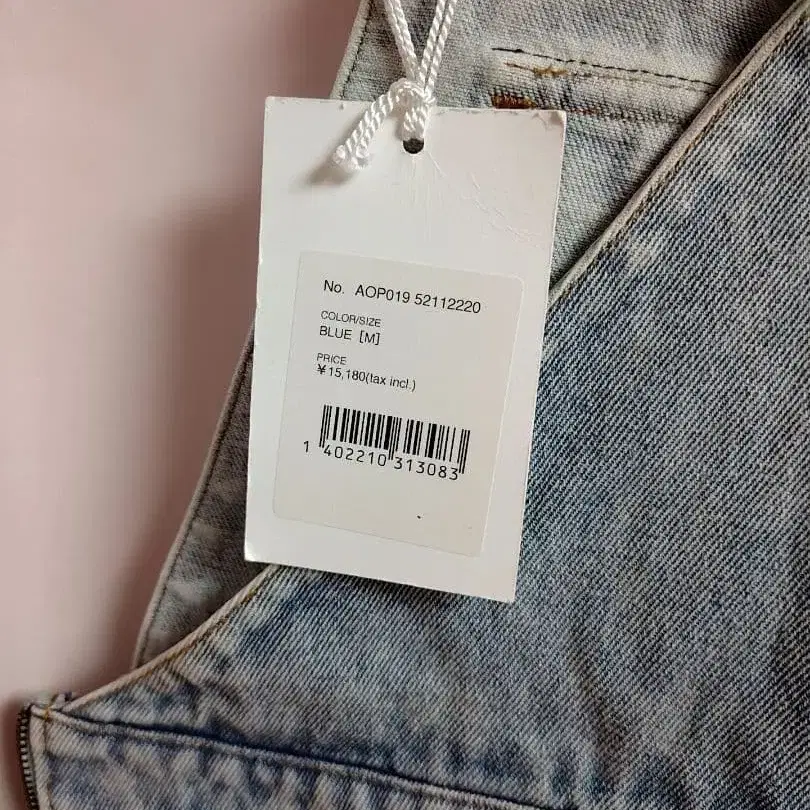 No. AOP019 52112220
COLOR/SIZE
BLUE [M]
PRICE
¥15,180(tax incl.)
1 402210 313083